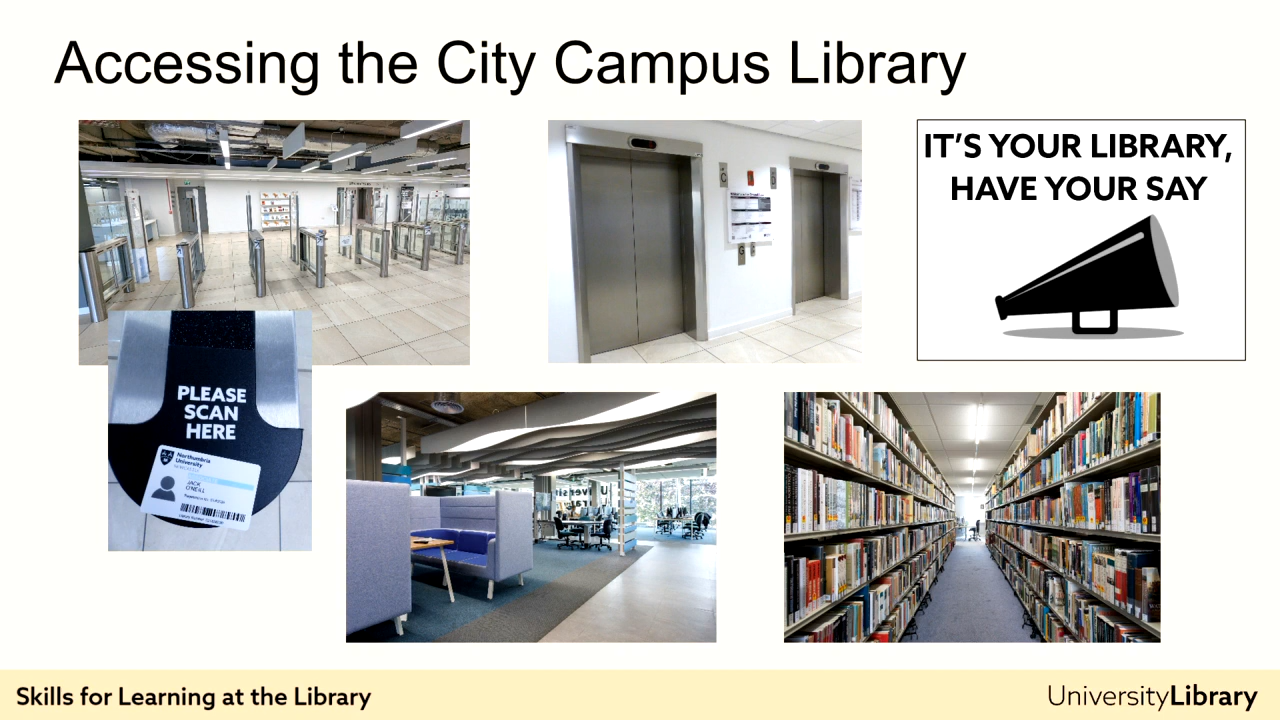 Accessing the City Campus Library
IT'S YOUR LIBRARY,
HAVE YOUR SAY
PLEASE
SCAN
HERE
Northumbria
University
NEWCASTLE
JACK
O'NEILL
Skills for Learning at the Library
UniversityLibrary